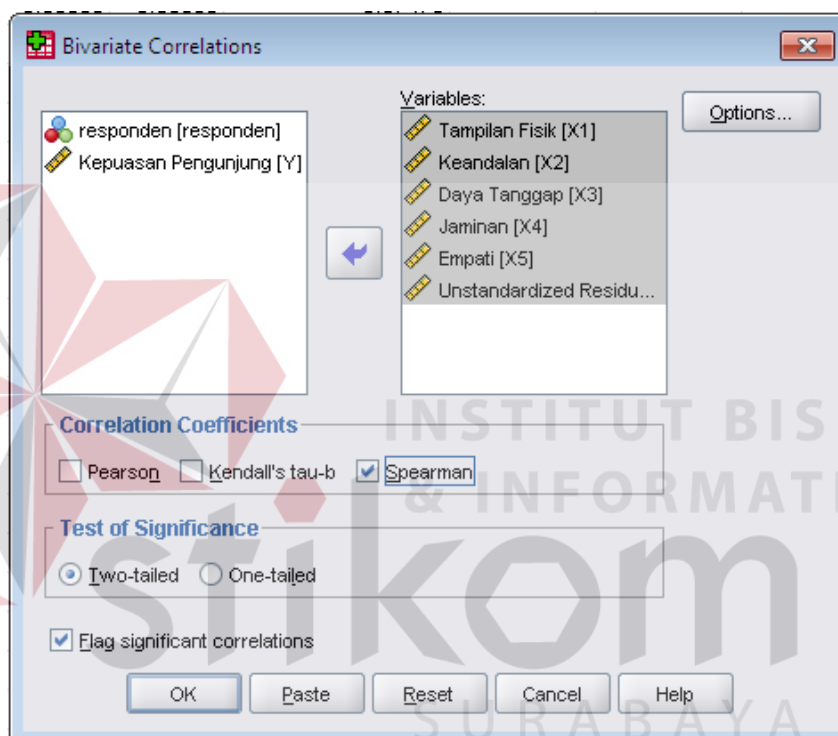 Bivariate Correlations
Variables:
responden [responden]
Kepuasan Pengunjung [Y]
Tampilan Fisik [X1]
Keandalan [X2]
Daya Tanggap [X3]
Jaminan [X4]
Empati [X5]
Unstandardized Residu...
Options...
Correlation Coefficients
Pearson Kendall's tau-b Spearman
Test of Significance
Two-tailed One-tailed
Flag significant correlations
OK Paste Reset Cancel Help
INSTITUT BIS
& INFORMATI
stikom
SURABAYA